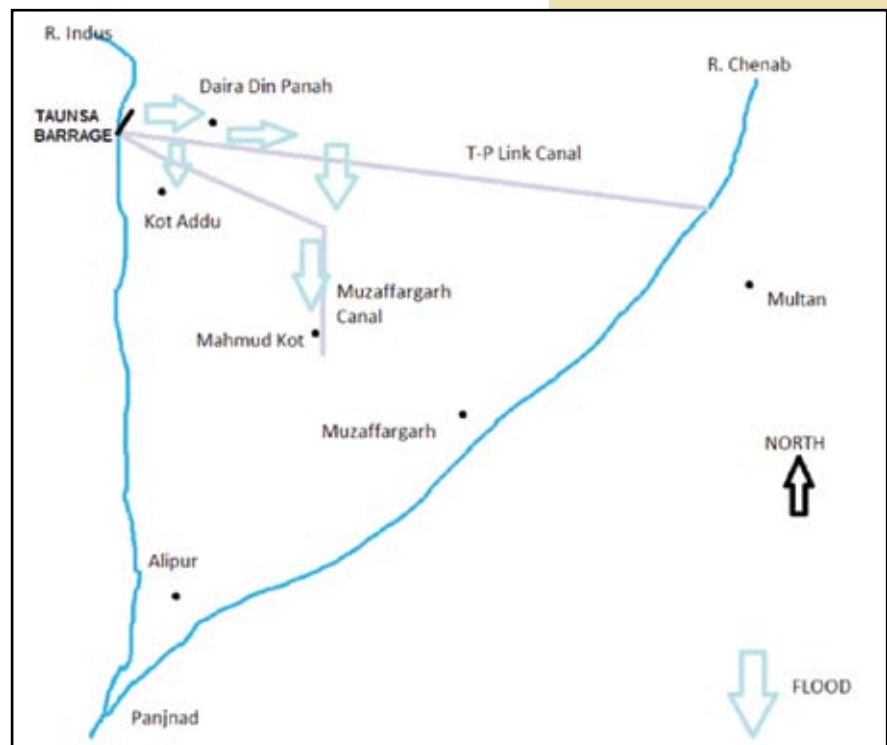 R. Indus
R. Chenab
Daira Din Panah
TAUNSA
BARRAGE
T-P Link Canal
Kot Addu
Muzaffargarh
Canal
Multan
Mahmud Kot
Muzaffargarh
NORTH
Alipur
FLOOD
Panjnad